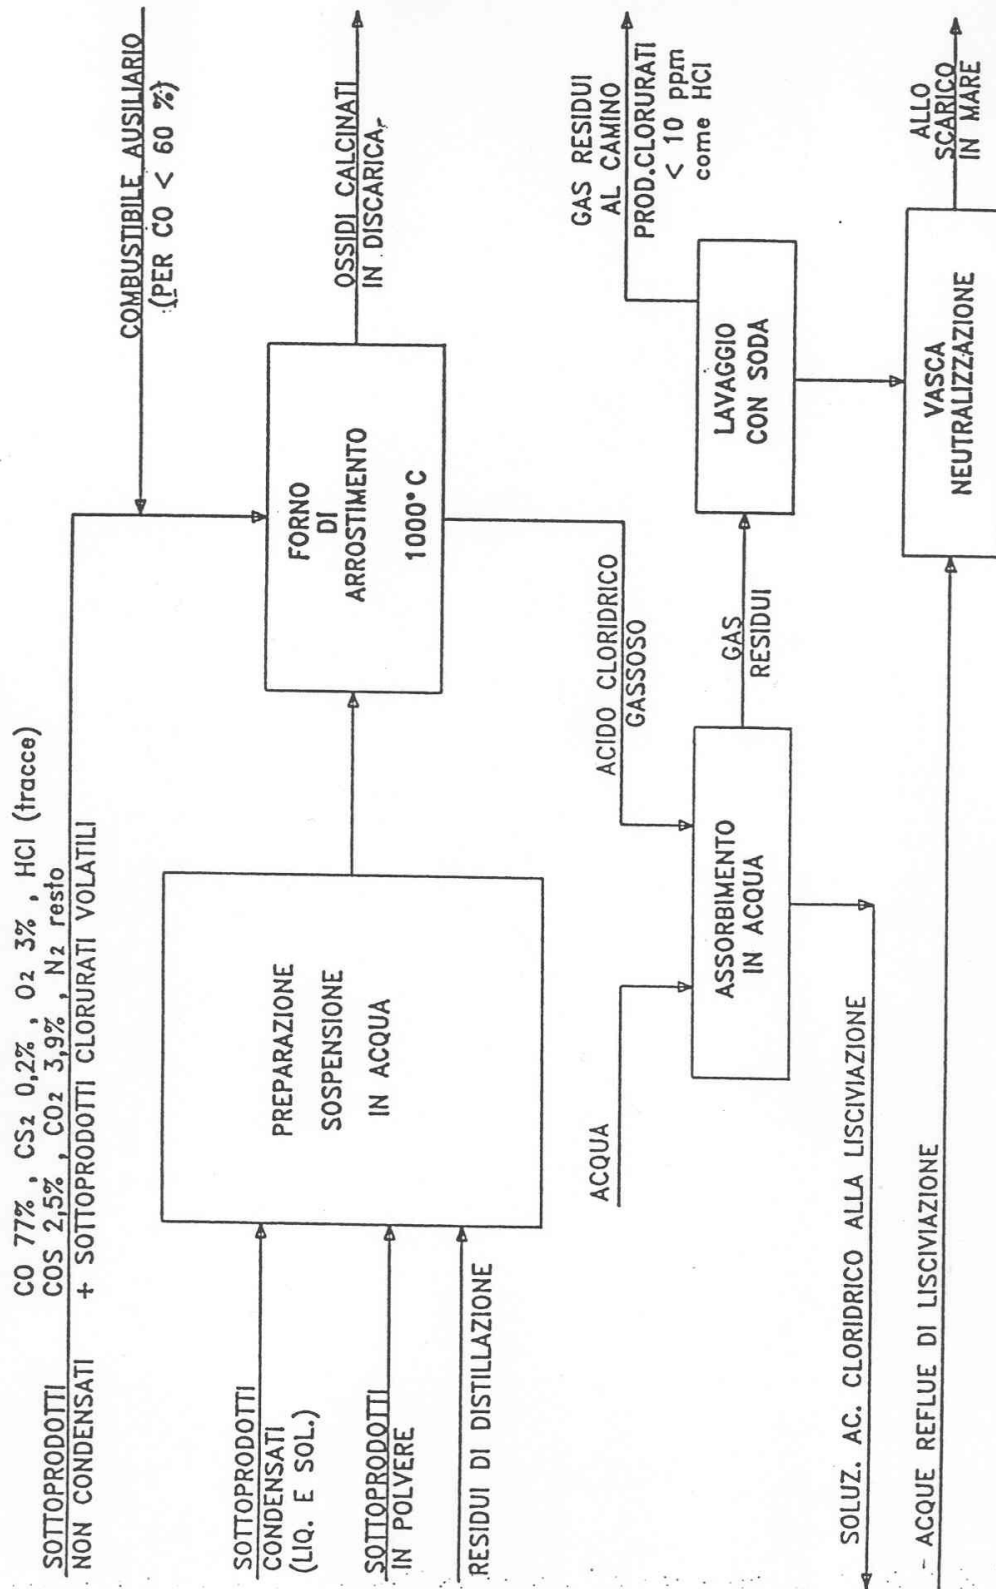 CO 77% , CS2 0,2% , O2 3% , HCl (tracce)
SOTTOPRODOTTI
COS 2,5% , CO2 3,9% , N2 resto
NON CONDENSATI
+ SOTTOPRODOTTI CLORURATI VOLATILI
COMBUSTIBILE AUSILIARIO
(PER CO < 60 %)
SOTTOPRODOTTI
CONDENSATI
(LIQ. E SOL.)
SOTTOPRODOTTI
IN POLVERE
RESIDUI DI DISTILLAZIONE
PREPARAZIONE
SOSPENSIONE
IN ACQUA
FORNO
DI
ARROSTIMENTO
1000°C
OSSIDI CALCINATI
IN DISCARICA
ACIDO CLORIDRICO
GASSOSO
ACQUA
ASSORBIMENTO
IN ACQUA
GAS
RESIDUI
LAVAGGIO
CON SODA
GAS RESIDUI
AL CAMINO
PROD.CLORURATI
< 10 ppm
come HCl
SOLUZ. AC. CLORIDRICO ALLA LISCIVIAZIONE
- ACQUE REFLUE DI LISCIVIAZIONE
VASCA
NEUTRALIZZAZIONE
ALLO
SCARICO
IN MARE